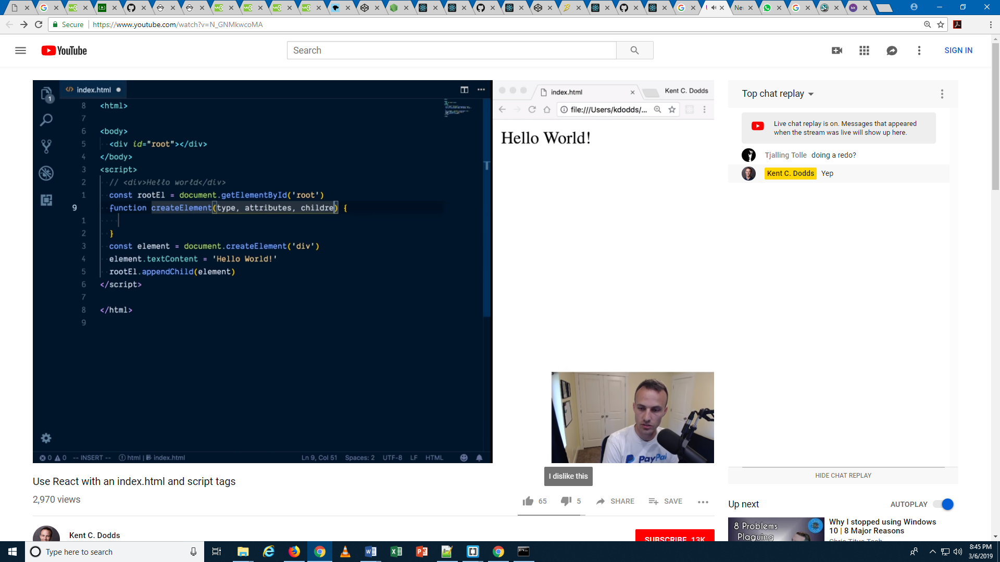 New
bit
Secure
https://www.youtube.com/watch?v=N_GNMkwcoMA
YouTube
Search
SIGN IN
index.html
1
8 <html>
7
6 <body>
5 <div id="root"></div>
4 </body>
3 <script>
2 // <div>Hello world</div>
1 const rootEl = document.getElementById('root')
9 function createElement(type, attributes, childre) {
1
2 }
3 const element = document.createElement('div')
4 element.textContent = 'Hello World!'
5 rootEl.appendChild(element)
6 </script>
7
8 </html>
9
0 0 -- INSERT -- html | index.html Ln 9, Col 51 Spaces: 2 UTF-8 LF HTML
index.html
Kent C. Dodds
file:///Users/kdodds/...
Hello World!
PayPal
Top chat replay
Live chat replay is on. Messages that appeared
when the stream was live will show up here.
Tjalling Tolle doing a redo?
Kent C. Dodds Yep
HIDE CHAT REPLAY
I dislike this
Use React with an index.html and script tags
2,970 views
65 5 SHARE SAVE
Kent C. Dodds
SUBSCRIBE 13K
Up next
AUTOPLAY
8 Problems
Plaguing
Why I stopped using Windows
10 | 8 Major Reasons
Chris Titus Tech
Type here to search
8:45 PM
3/6/2019